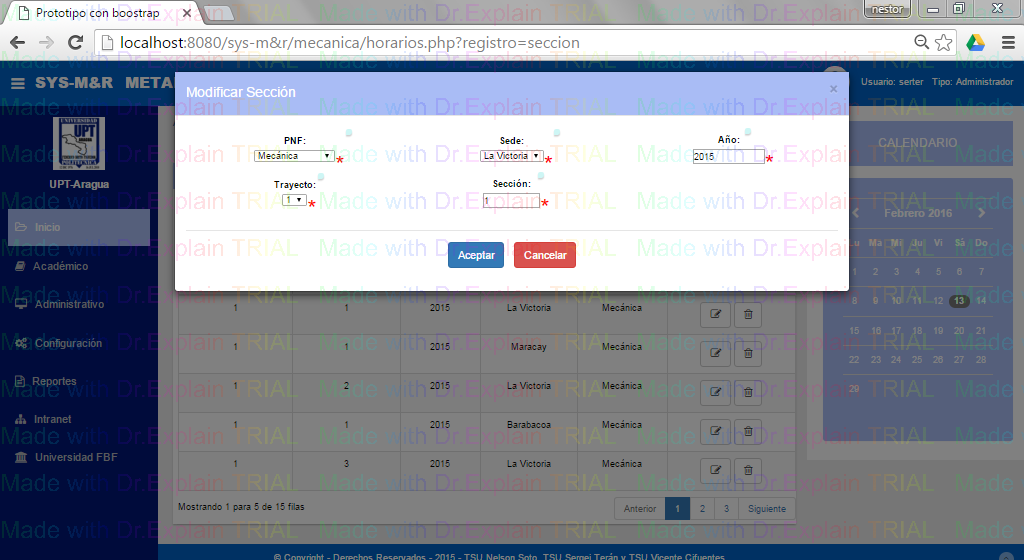 Prototipo con boostrap
nestor
localhost:8080/sys-m&r/mecanica/horarios.php?registro=seccion
SYS-M&R META
Usuario: serter Tipo: Administrador
Modificar Sección ×
PNF: Sede: Año:
Mecánica * La Victoria * 2015 *
Trayecto: Sección:
1 * 1 *
Aceptar Cancelar
UNIVERSIDAD
UPT
ARAGUA
UPT-Aragua
Inicio
Académico
Administrativo
Configuración
Reportes
Intranet
Universidad FBF
1 1 2015 La Victoria Mecánica
1 1 2015 Maracay Mecánica
1 2 2015 La Victoria Mecánica
1 1 2015 Barabacoa Mecánica
1 3 2015 La Victoria Mecánica
Mostrando 1 para 5 de 15 filas
Anterior 1 2 3 Siguiente
CALENDARIO
Febrero 2016
Lu Ma Mi Ju Vi Sá Do
1 2 3 4 5 6 7
8 9 10 11 12 13 14
15 16 17 18 19 20 21
22 23 24 25 26 27 28
29
© Copyright - Derechos Reservados - 2015 - TSU Nelson Soto, TSU Sergei Terán y TSU Vicente Cifuentes
Made with Dr.Explain TRIAL